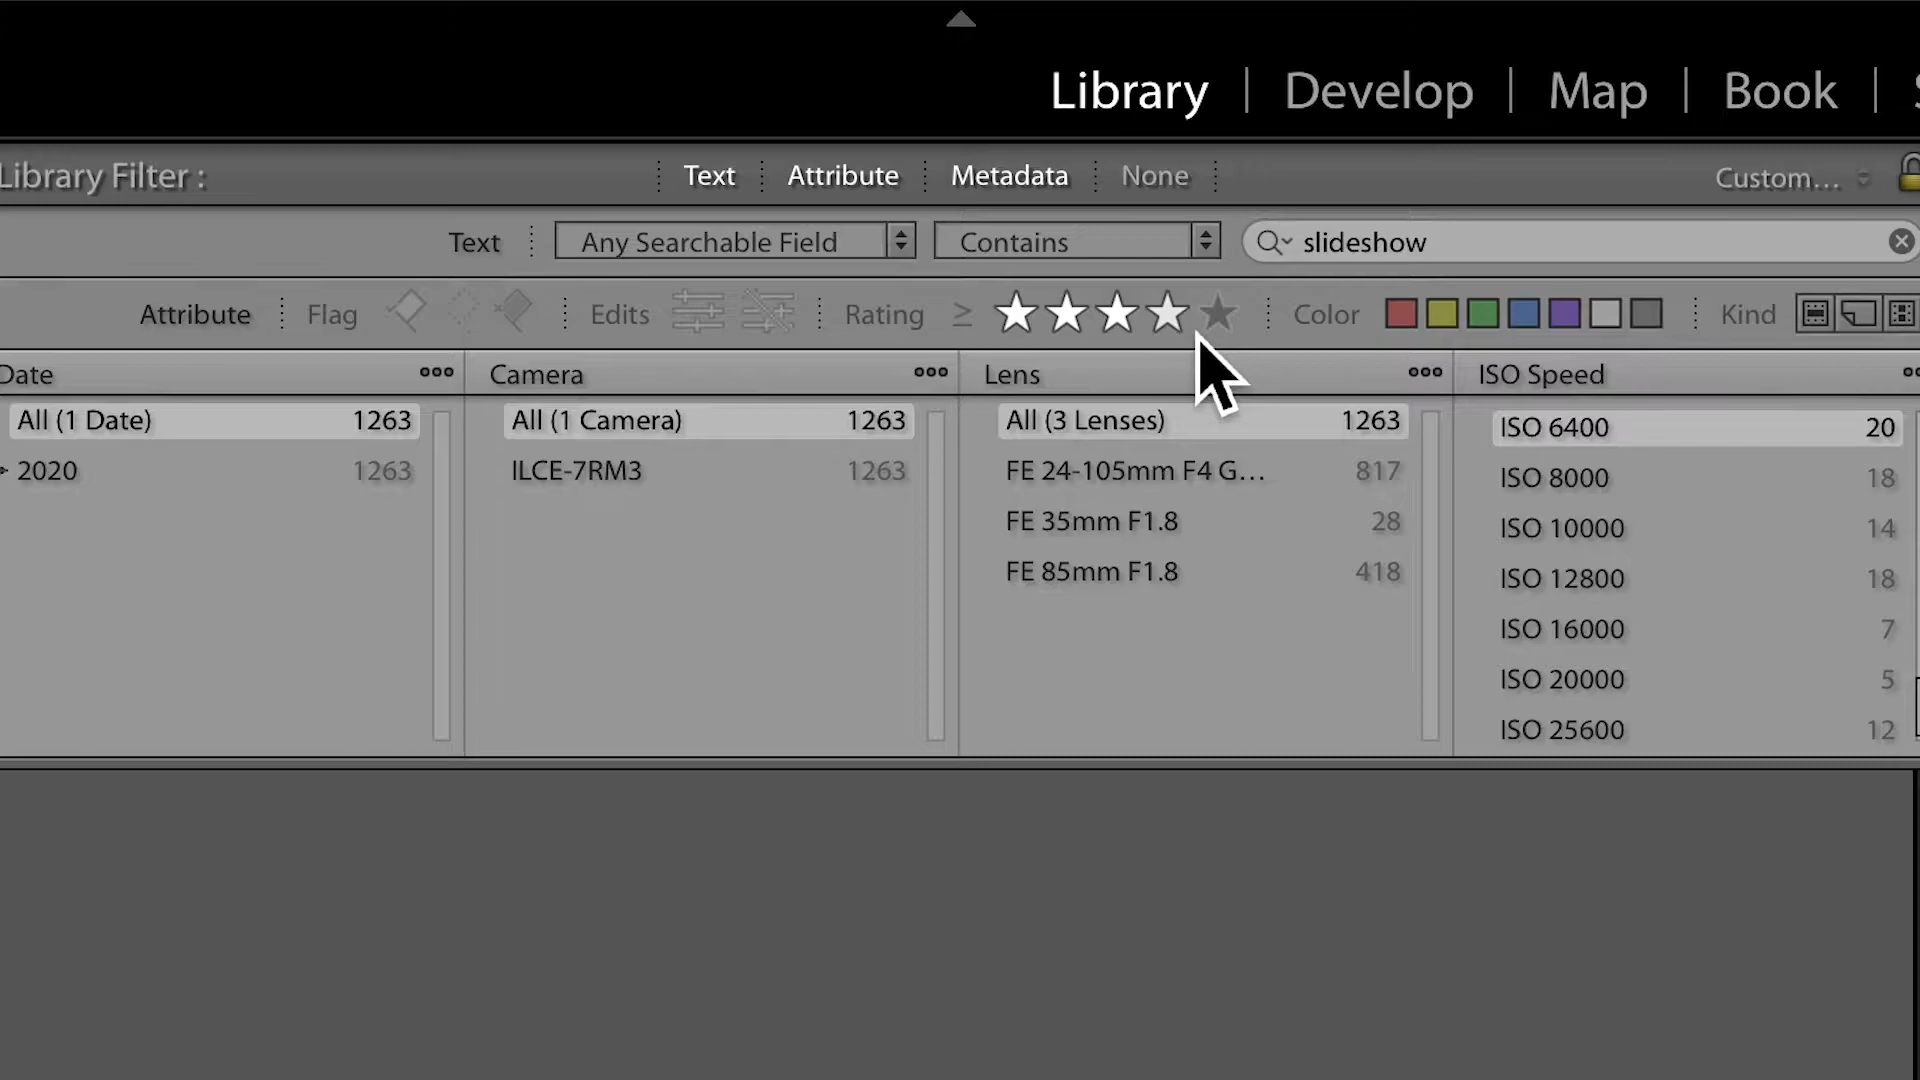 Library | Develop | Map | Book | S
Library Filter : Text Attribute Metadata None Custom...
Text Any Searchable Field Contains slideshow
Attribute Flag Edits Rating ≥ ★★★★★ Color Kind
Date Camera Lens ISO Speed
All (1 Date) 1263 All (1 Camera) 1263 All (3 Lenses) 1263 ISO 6400 20
2020 1263 ILCE-7RM3 1263 FE 24-105mm F4 G... 817 ISO 8000 18
FE 35mm F1.8 28 ISO 10000 14
FE 85mm F1.8 418 ISO 12800 18
ISO 16000 7
ISO 20000 5
ISO 25600 12